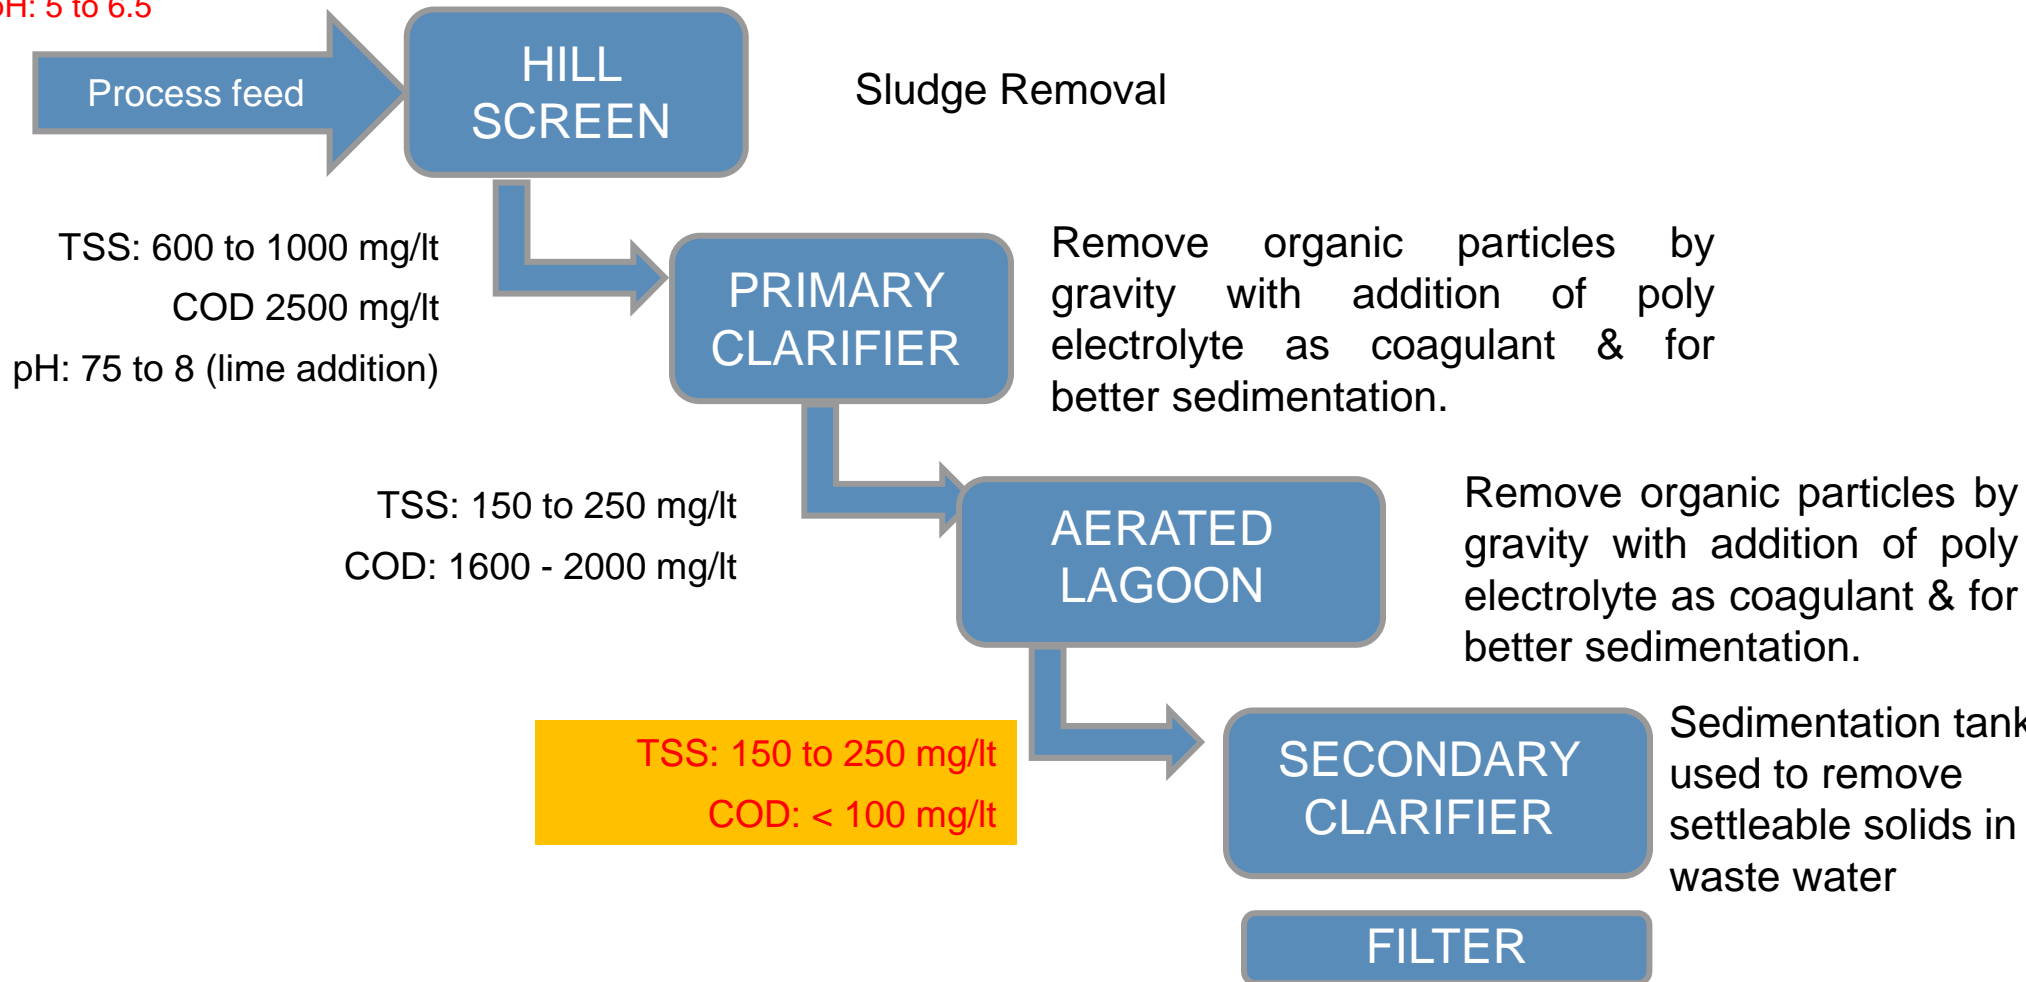 pH: 5 to 6.5
Process feed
HILL
SCREEN
Sludge Removal
TSS: 600 to 1000 mg/lt
COD 2500 mg/lt
pH: 75 to 8 (lime addition)
PRIMARY
CLARIFIER
Remove organic particles by
gravity with addition of poly
electrolyte as coagulant & for
better sedimentation.
TSS: 150 to 250 mg/lt
COD: 1600 - 2000 mg/lt
AERATED
LAGOON
Remove organic particles by
gravity with addition of poly
electrolyte as coagulant & for
better sedimentation.
TSS: 150 to 250 mg/lt
COD: < 100 mg/lt
SECONDARY
CLARIFIER
Sedimentation tank
used to remove
settleable solids in
waste water
FILTER